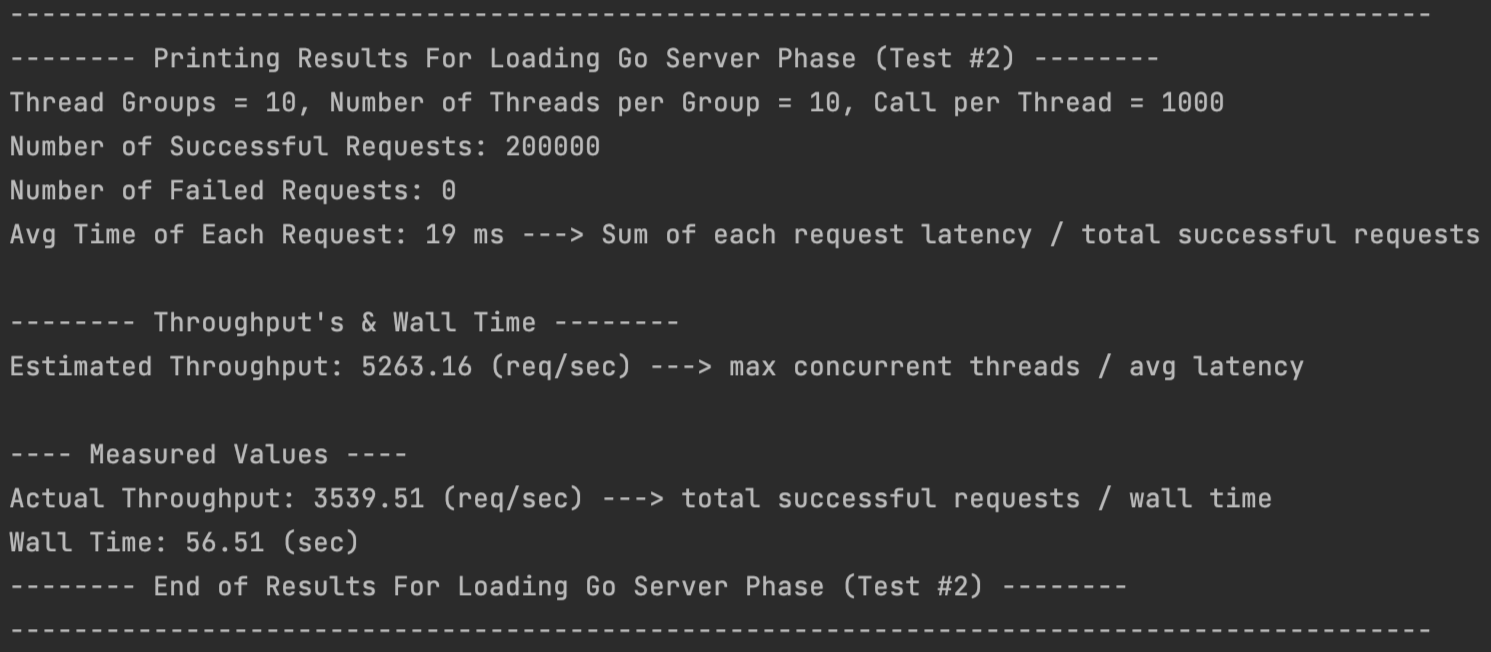 -----------------------------------------------------------------------------------------
-------- Printing Results For Loading Go Server Phase (Test #2) --------
Thread Groups = 10, Number of Threads per Group = 10, Call per Thread = 1000
Number of Successful Requests: 200000
Number of Failed Requests: 0
Avg Time of Each Request: 19 ms ---> Sum of each request latency / total successful requests
-------- Throughput's & Wall Time --------
Estimated Throughput: 5263.16 (req/sec) ---> max concurrent threads / avg latency
---- Measured Values ----
Actual Throughput: 3539.51 (req/sec) ---> total successful requests / wall time
Wall Time: 56.51 (sec)
-------- End of Results For Loading Go Server Phase (Test #2) --------
-----------------------------------------------------------------------------------------